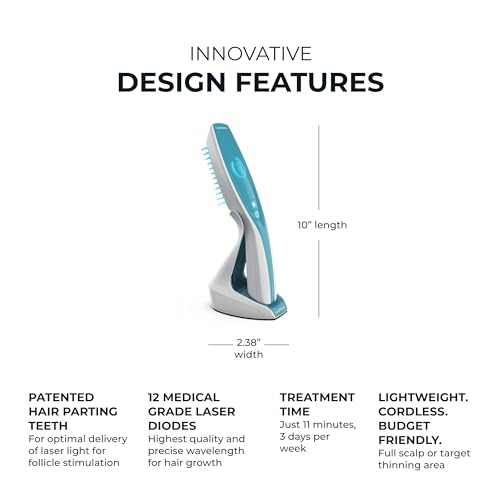 INNOVATIVE
DESIGN FEATURES
10” length
2.38”
width
PATENTED
HAIR PARTING
TEETH
For optimal delivery
of laser light for
follicle stimulation
12 MEDICAL
GRADE LASER
DIODES
Highest quality and
precise wavelength
for hair growth
TREATMENT
TIME
Just 11 minutes,
3 days per
week
LIGHTWEIGHT.
CORDLESS.
BUDGET
FRIENDLY.
Full scalp or target
thinning area